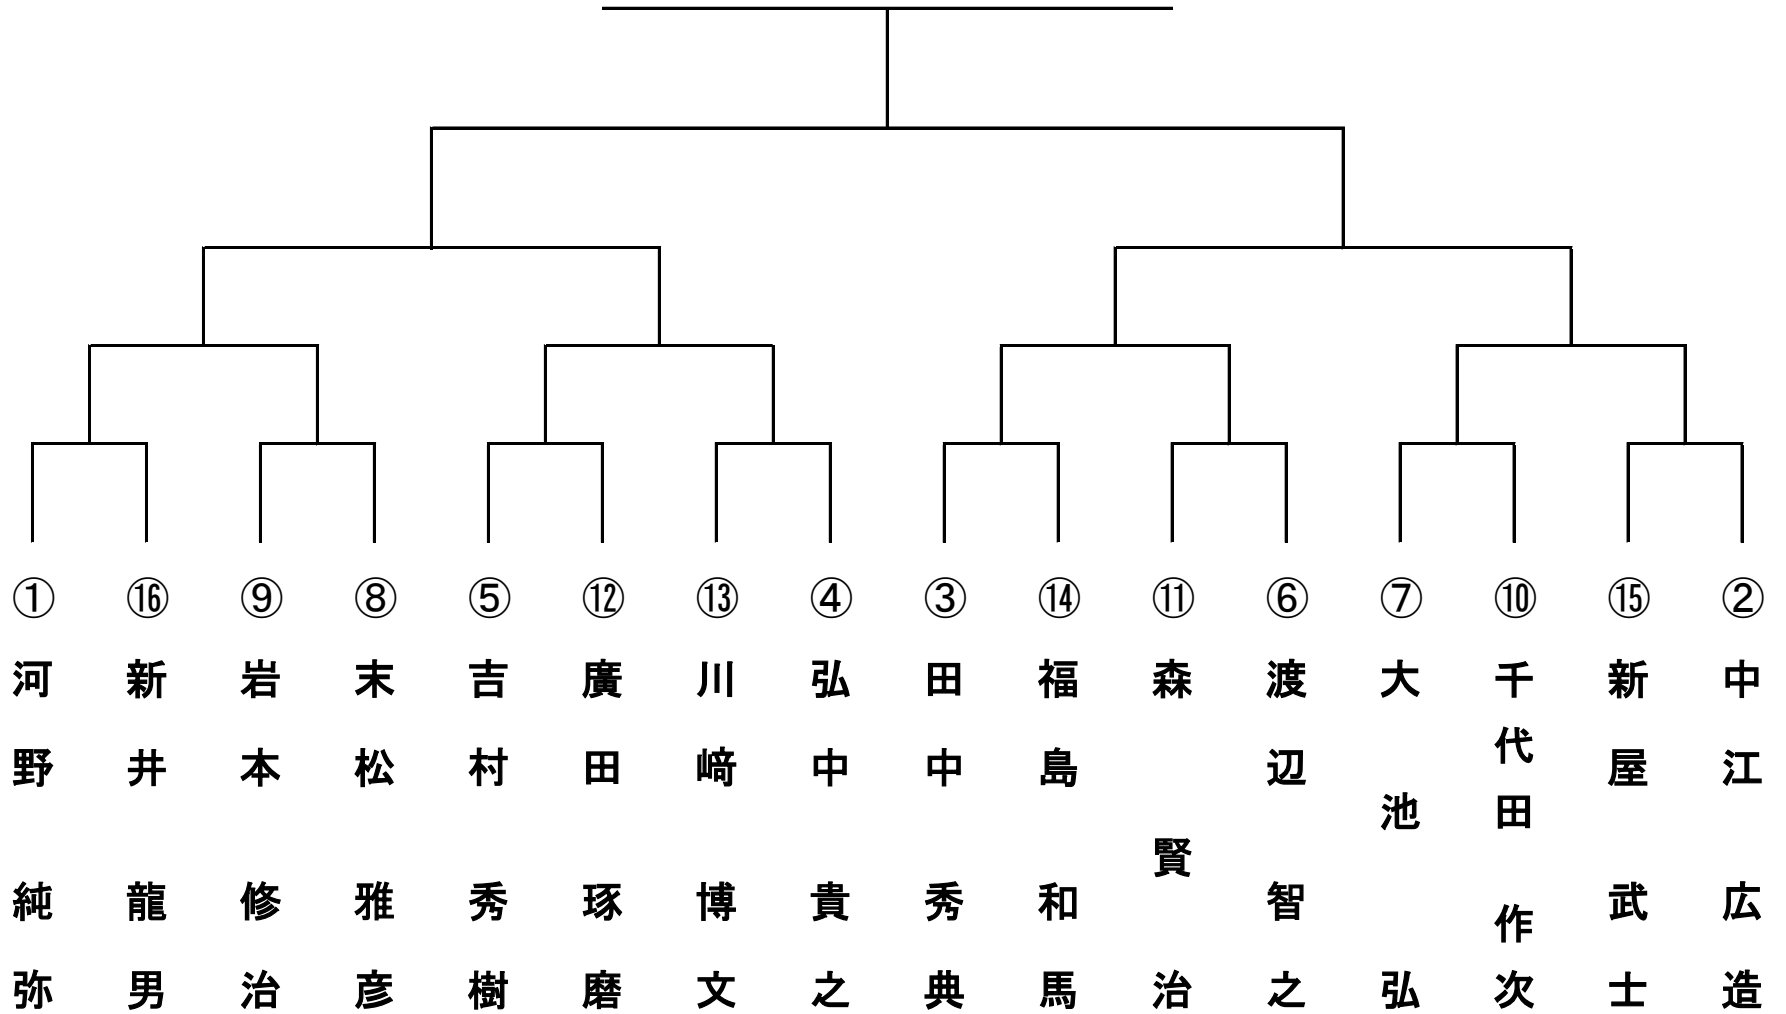 ① 河野 純弥
⑯ 新井 龍男
⑨ 岩本 修治
⑧ 末松 雅彦
⑤ 吉村 秀樹
⑫ 廣田 琢磨
⑬ 川﨑 博文
④ 弘中 貴之
③ 田中 秀典
⑭ 福島 和馬
⑪ 森 賢治
⑥ 渡辺 智之
⑦ 大池 弘
⑩ 千代田 作次
⑮ 新屋 武士
② 中江 広造